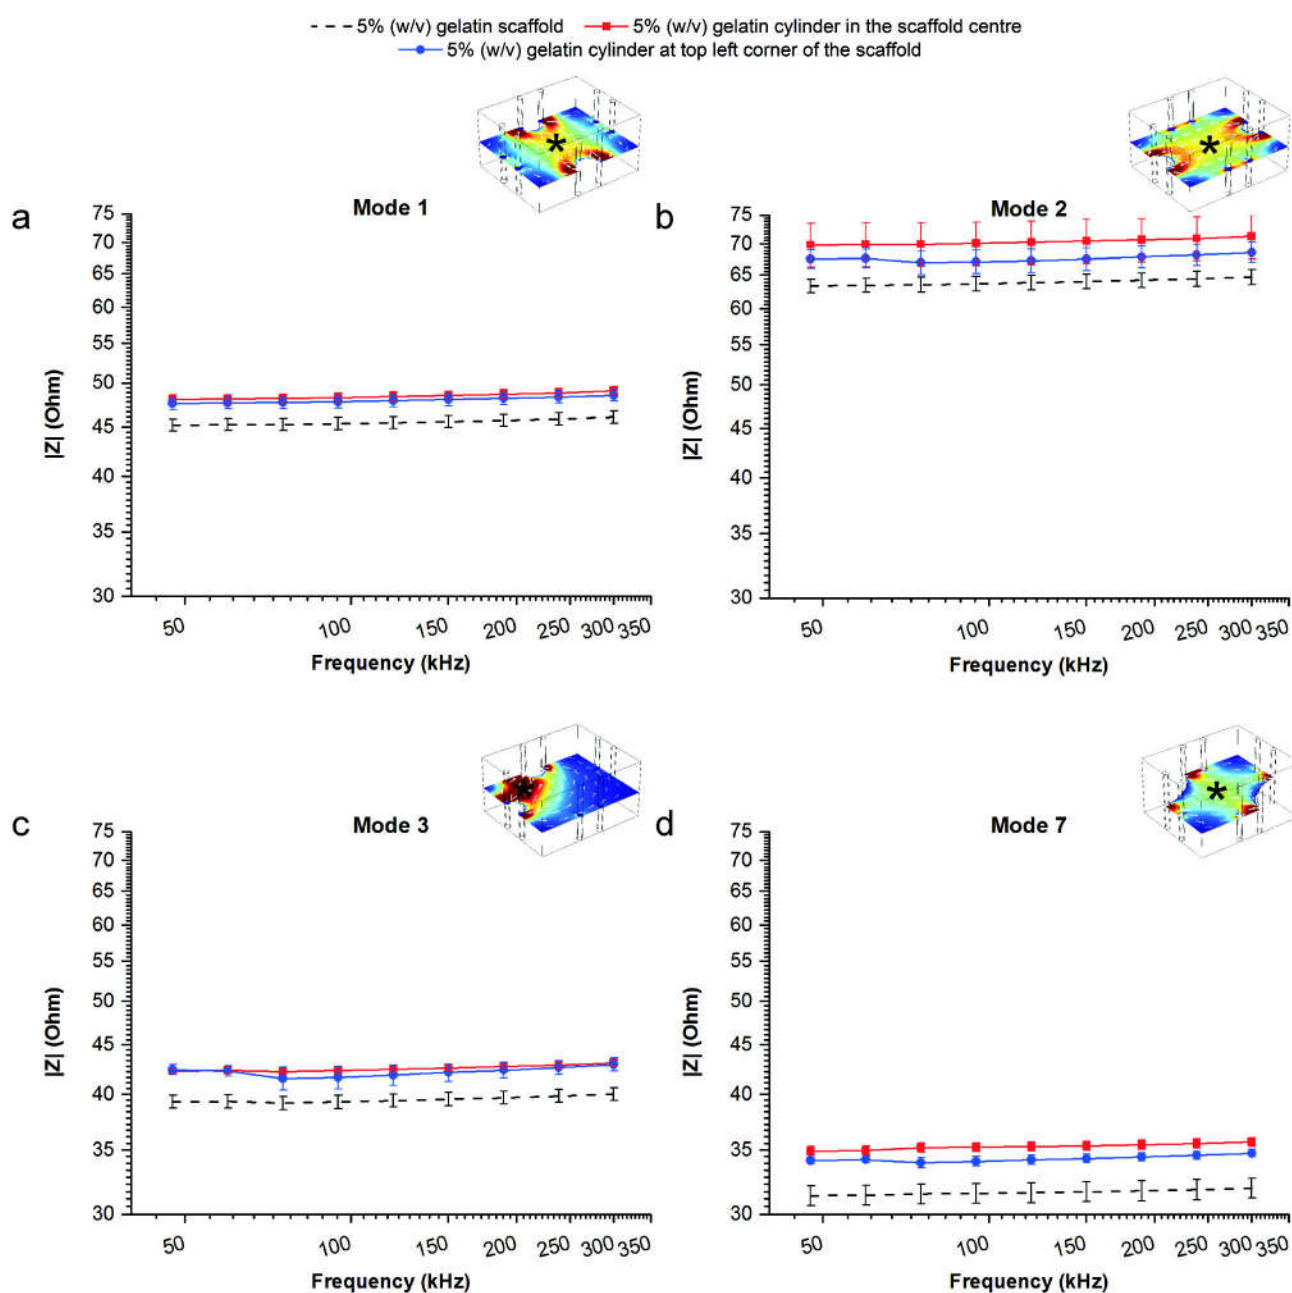 5% (w/v) gelatin scaffold 5% (w/v) gelatin cylinder in the scaffold centre
5% (w/v) gelatin cylinder at top left corner of the scaffold
*
*
a
Mode 1
75
70
65
60
55
50
45
40
35
30
|Z| (Ohm)
50 100 150 200 250 300 350
Frequency (kHz)
b
Mode 2
75
70
65
60
55
50
45
40
35
30
|Z| (Ohm)
50 100 150 200 250 300 350
Frequency (kHz)
*
*
c
Mode 3
75
70
65
60
55
50
45
40
35
30
|Z| (Ohm)
50 100 150 200 250 300 350
Frequency (kHz)
d
Mode 7
75
70
65
60
55
50
45
40
35
30
|Z| (Ohm)
50 100 150 200 250 300 350
Frequency (kHz)